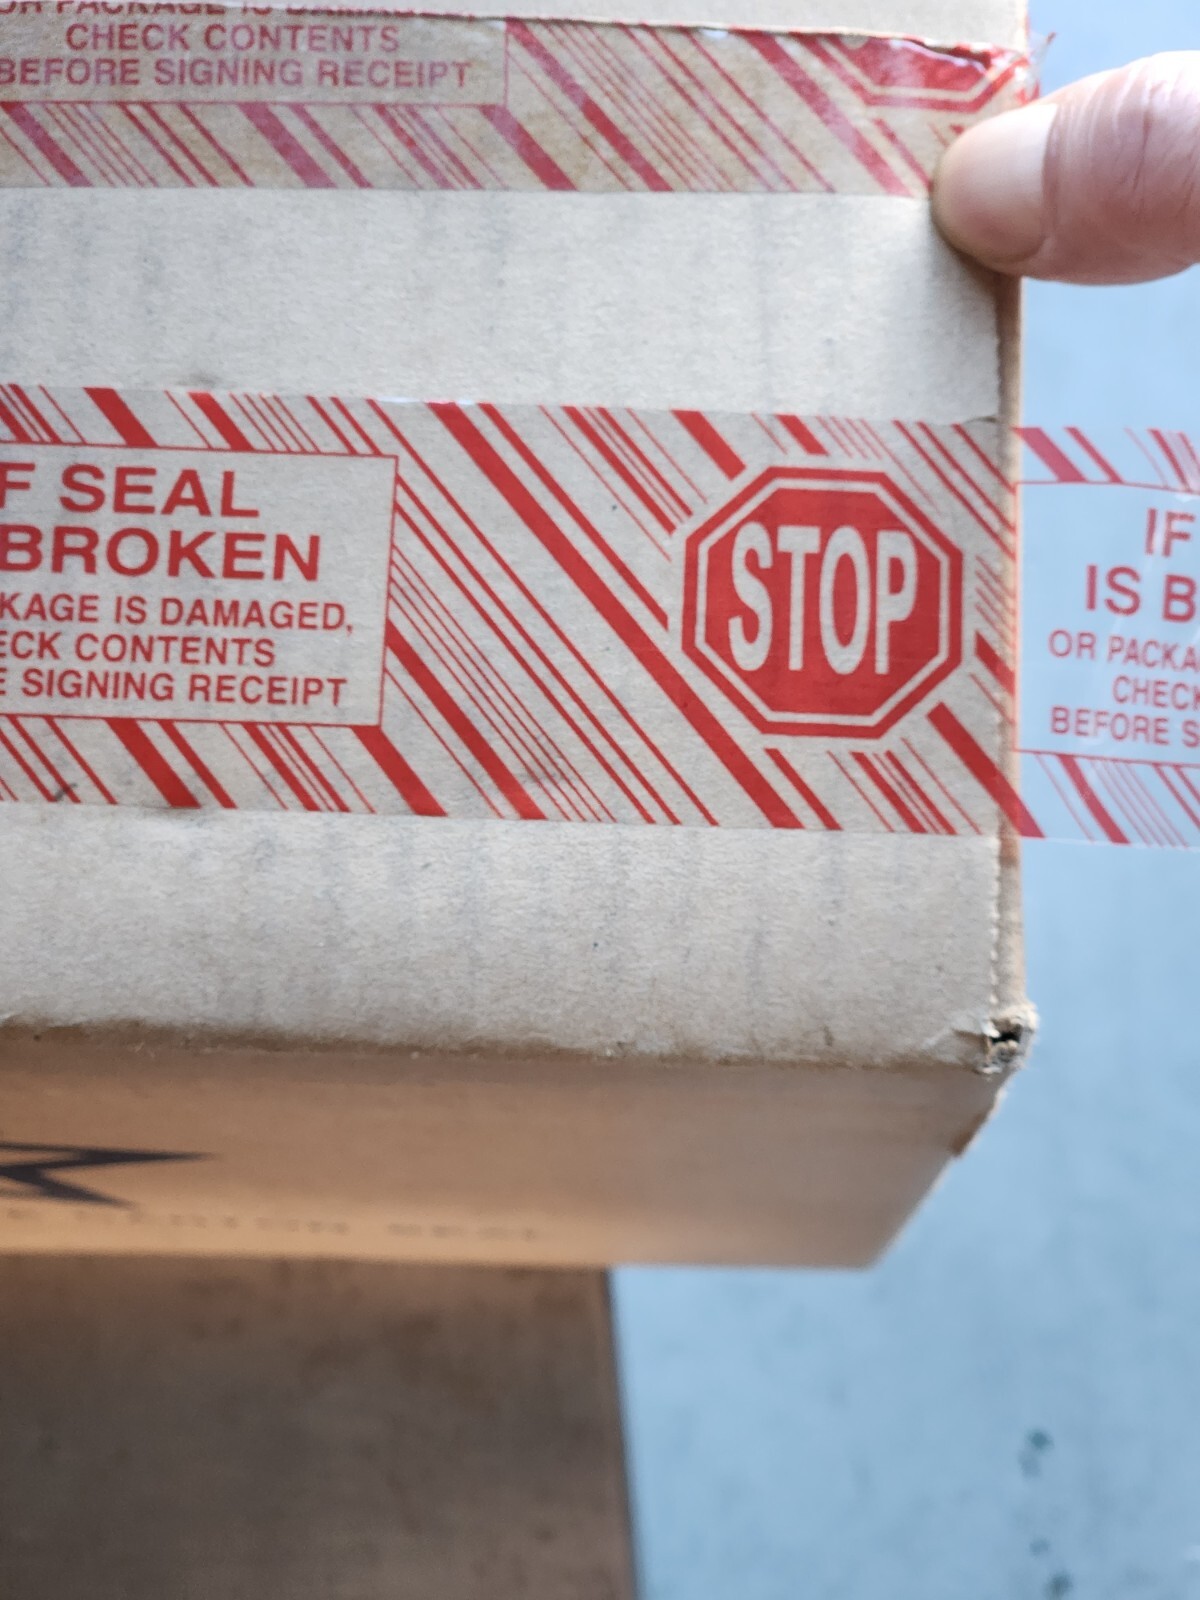 CHECK CONTENTS
BEFORE SIGNING RECEIPT
F SEAL
BROKEN
KAGE IS DAMAGED,
ECK CONTENTS
E SIGNING RECEIPT
STOP
IF
IS B
OR PACKA
CHECK
BEFORE S